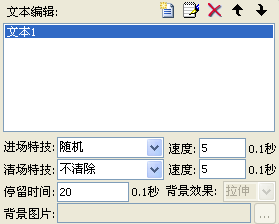 文本编辑:
文本1
进场特技: 随机 速度: 5 0.1秒
清场特技: 不清除 速度: 5 0.1秒
停留时间: 20 0.1秒 背景效果: 拉伸
背景图片: ...